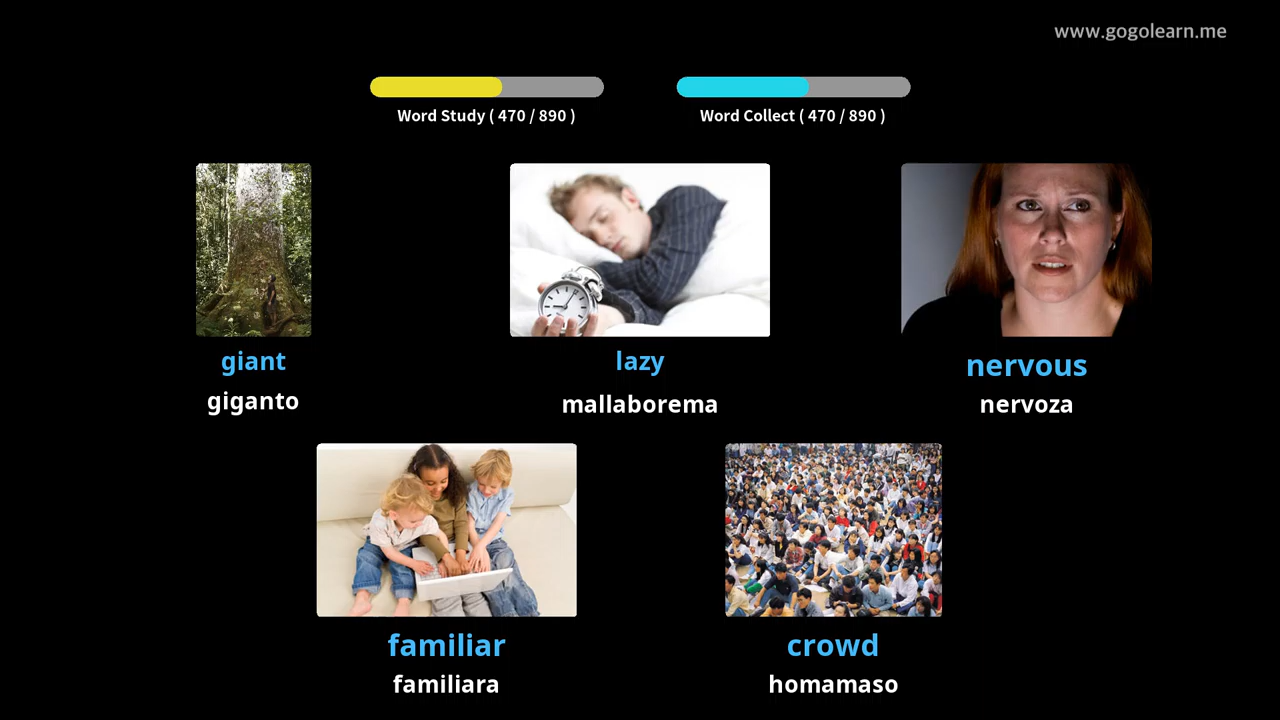 www.gogolearn.me
Word Study ( 470 / 890 )
Word Collect ( 470 / 890 )
giant
giganto
lazy
mallaborema
nervous
nervoza
familiar
familiara
crowd
homamaso